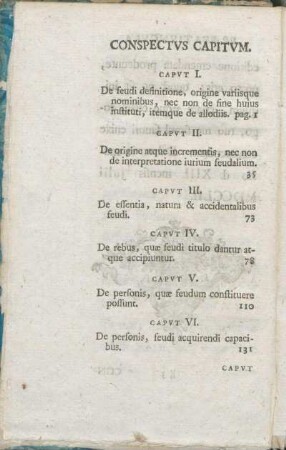 CONSPECTVS CAPITVM.
CAPVT I.
De feudi definitione, origine variisque
nominibus, nec non de fine huius
instituti, itemque de allodiis. pag. 1
CAPVT II.
De origine aeque incrementis, nec non
de interpretatione iurium feudalium.
35
CAPVT III.
De essentia, natura & accidentalibus
feudi. 73
CAPVT IV.
De rebus, quæ feudi titulo dantur at-
que accipiuntur. 78
CAPVT V.
De personis, quæ feudum constituere
possunt. 110
CAPVT VI.
De personis, feudi acquirendi capaci-
bus. 131
CAPVT